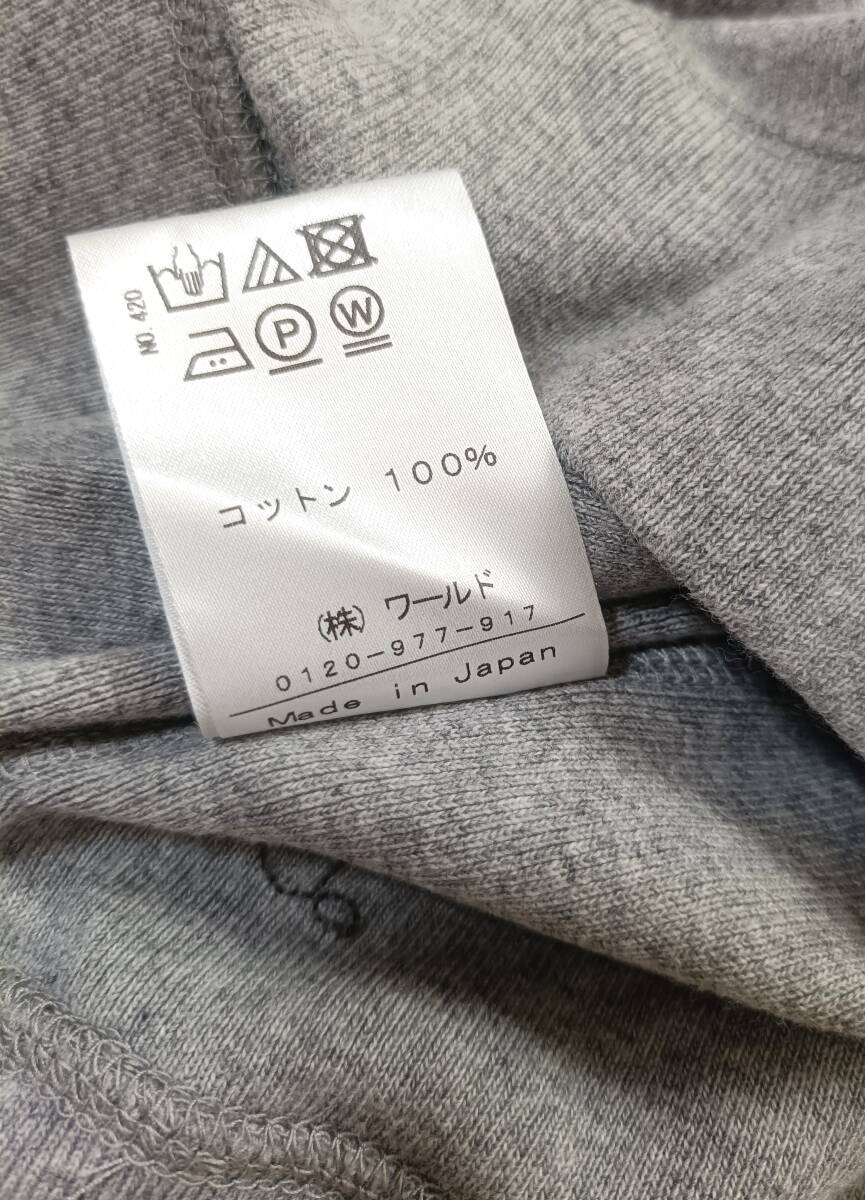 NO. 420
P W
コットン 100%
(株) ワールド
0120-977-917
Made in Japan